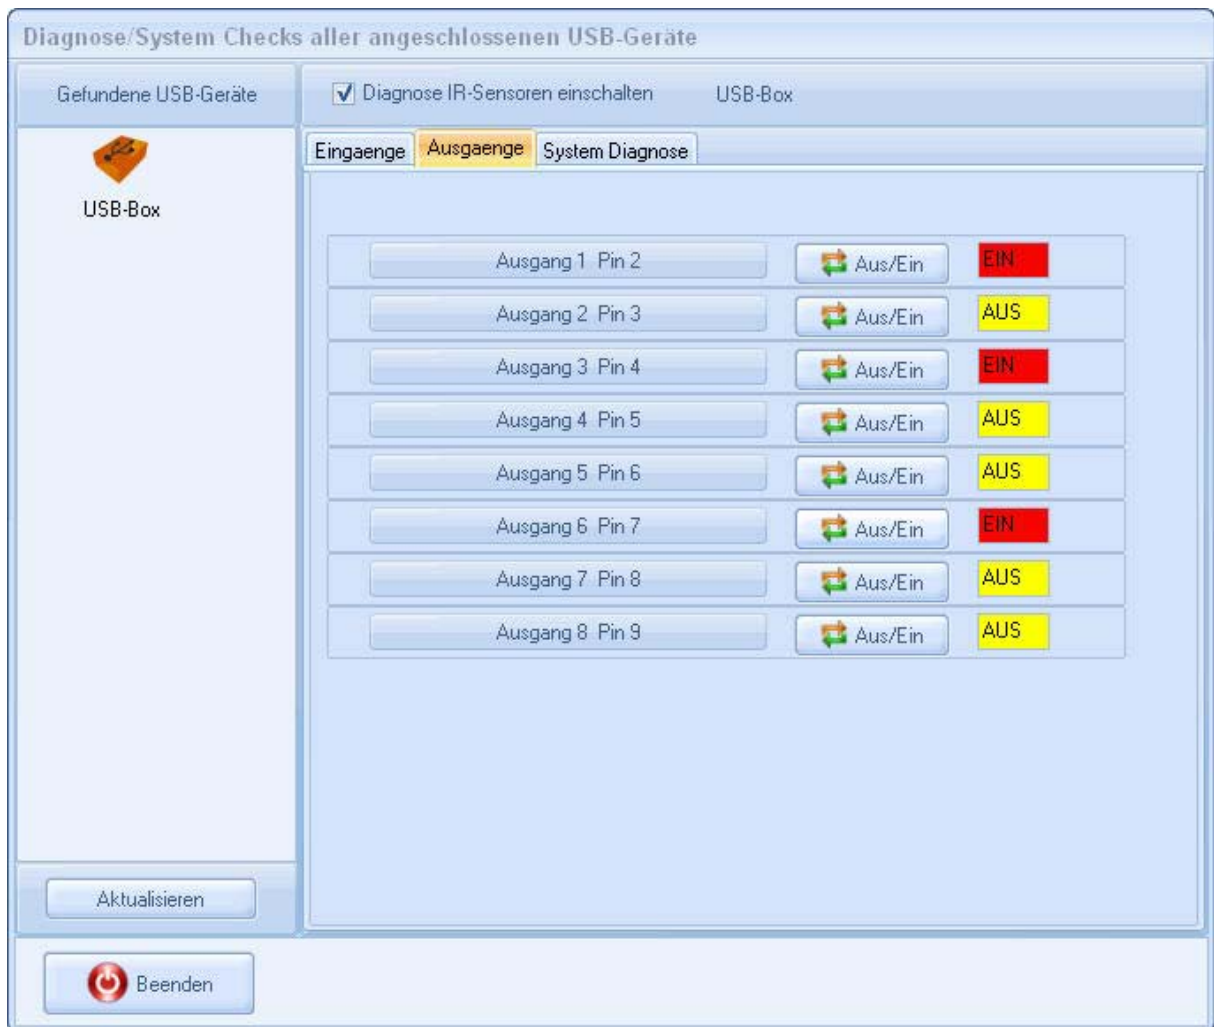 Diagnose/System Checks aller angeschlossenen USB-Geräte
Gefundene USB-Geräte
Diagnose IR-Sensoren einschalten USB-Box
USB-Box
Eingaenge Ausgaenge System Diagnose
Ausgang 1 Pin 2 Aus/Ein EIN
Ausgang 2 Pin 3 Aus/Ein AUS
Ausgang 3 Pin 4 Aus/Ein EIN
Ausgang 4 Pin 5 Aus/Ein AUS
Ausgang 5 Pin 6 Aus/Ein AUS
Ausgang 6 Pin 7 Aus/Ein EIN
Ausgang 7 Pin 8 Aus/Ein AUS
Ausgang 8 Pin 9 Aus/Ein AUS
Aktualisieren
Beenden